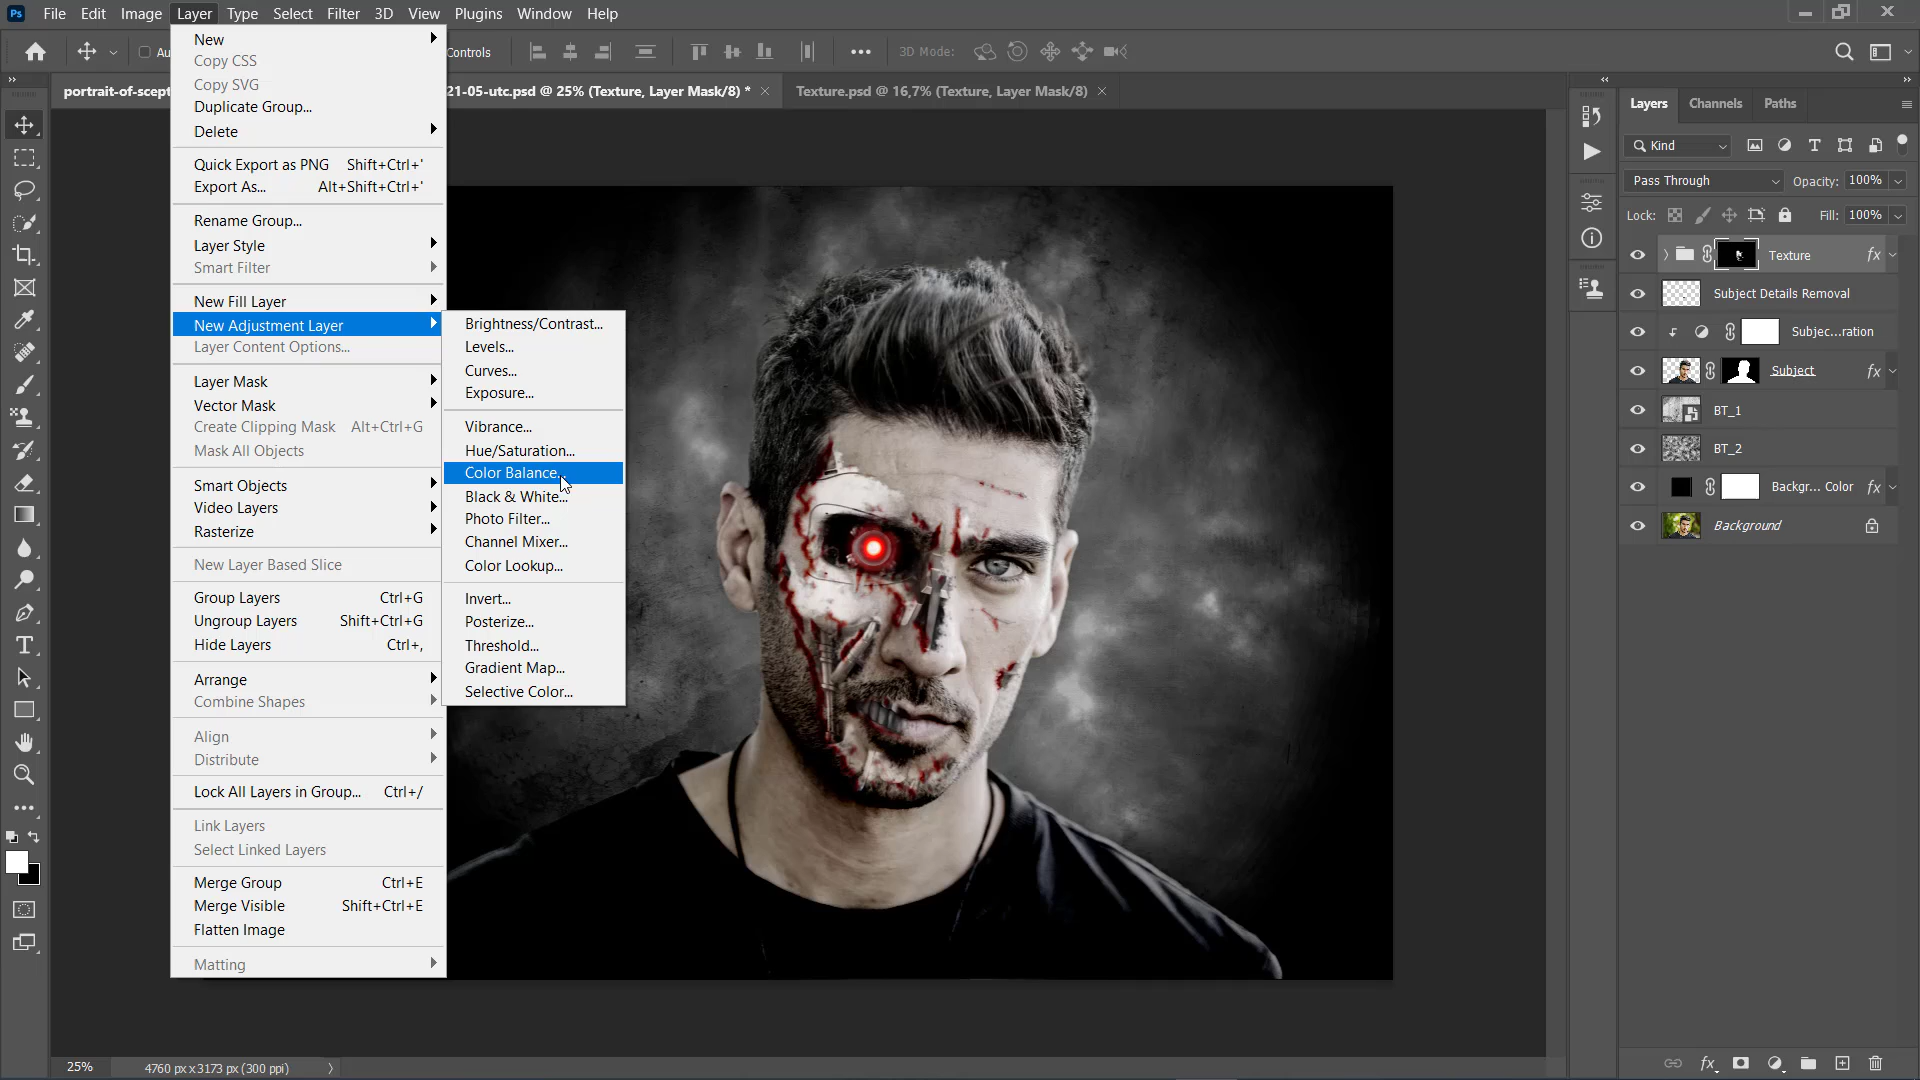 Ps File Edit Image Layer Type Select Filter 3D View Plugins Window Help
Au Controls 3D Mode:
portrait-of-scept 21-05-utc.psd @ 25% (Texture, Layer Mask/8) * Texture.psd @ 16,7% (Texture, Layer Mask/8)
New
Copy CSS
Copy SVG
Duplicate Group...
Delete
Quick Export as PNG Shift+Ctrl+'
Export As... Alt+Shift+Ctrl+'
Rename Group...
Layer Style
Smart Filter
New Fill Layer
New Adjustment Layer
Layer Content Options...
Layer Mask
Vector Mask
Create Clipping Mask Alt+Ctrl+G
Mask All Objects
Smart Objects
Video Layers
Rasterize
New Layer Based Slice
Group Layers Ctrl+G
Ungroup Layers Shift+Ctrl+G
Hide Layers Ctrl+,
Arrange
Combine Shapes
Align
Distribute
Lock All Layers in Group... Ctrl+/
Link Layers
Select Linked Layers
Merge Group Ctrl+E
Merge Visible Shift+Ctrl+E
Flatten Image
Matting
Brightness/Contrast...
Levels...
Curves...
Exposure...
Vibrance...
Hue/Saturation...
Color Balance...
Black & White...
Photo Filter...
Channel Mixer...
Color Lookup...
Invert...
Posterize...
Threshold...
Gradient Map...
Selective Color...
Layers Channels Paths
Kind
Pass Through Opacity: 100%
Lock: Fill: 100%
Texture fx
Subject Details Removal
Subjec...ration
Subject fx
BT_1
BT_2
Backgr... Color fx
Background
25% 4760 px x 3173 px (300 ppi)
fx